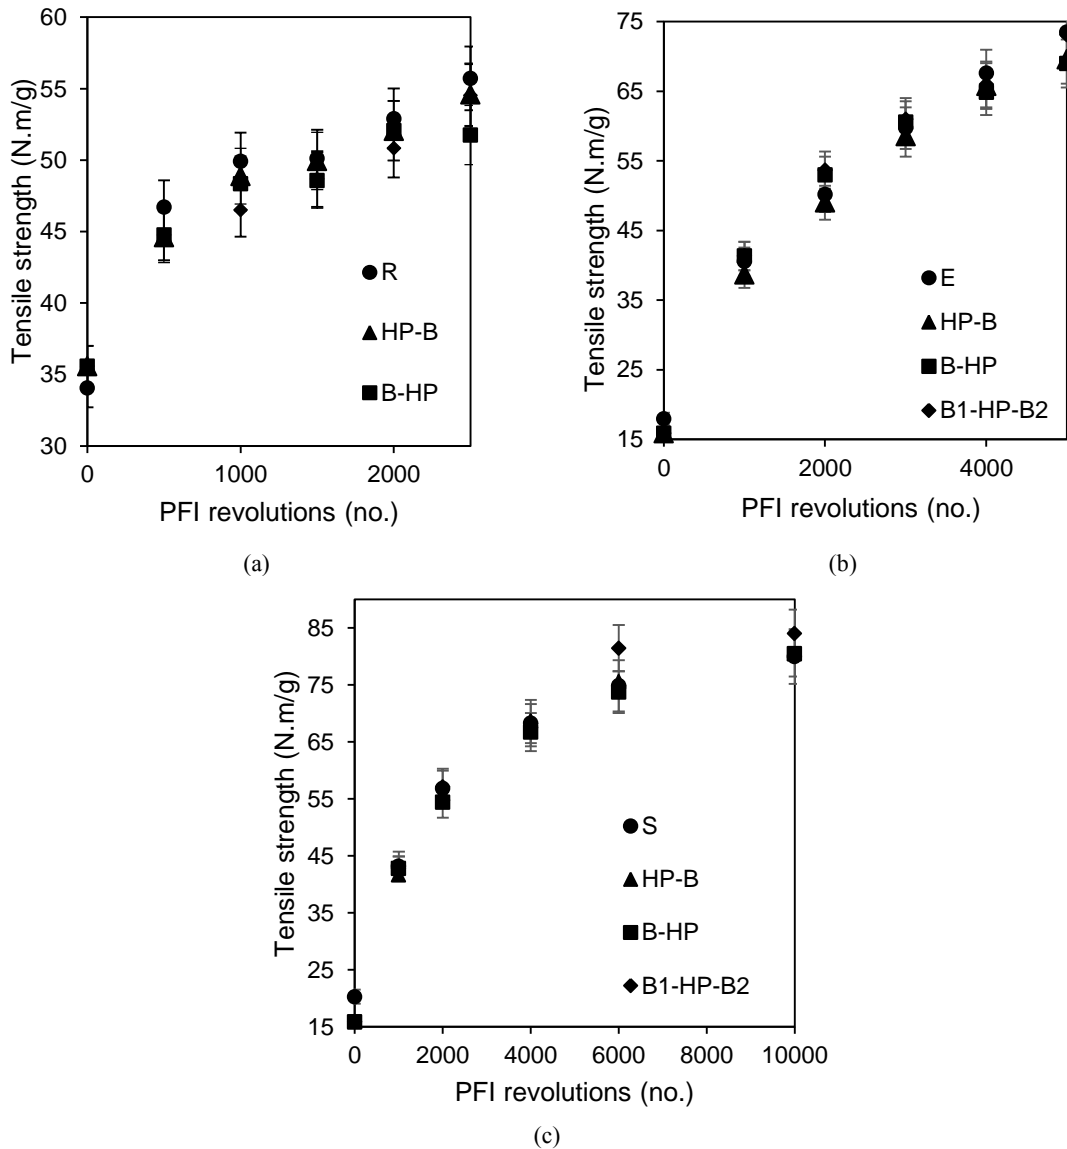 Tensile strength (N.m/g)
60
55
50
45
40
35
30
R
HP-B
B-HP
0
1000
2000
PFI revolutions (no.)
(a)
Tensile strength (N.m/g)
75
65
55
45
35
25
15
E
HP-B
B-HP
B1-HP-B2
0
2000
4000
PFI revolutions (no.)
(b)
Tensile strength (N.m/g)
85
75
65
55
45
35
25
15
S
HP-B
B-HP
B1-HP-B2
0
2000
4000
6000
8000
10000
PFI revolutions (no.)
(c)